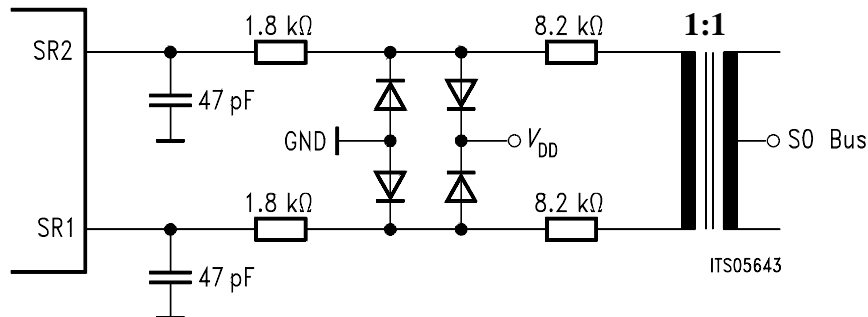 1.8 kΩ
8.2 kΩ
1:1
SR2
47 pF
GND
VDD
S0 Bus
1.8 kΩ
8.2 kΩ
SR1
47 pF
ITS05643